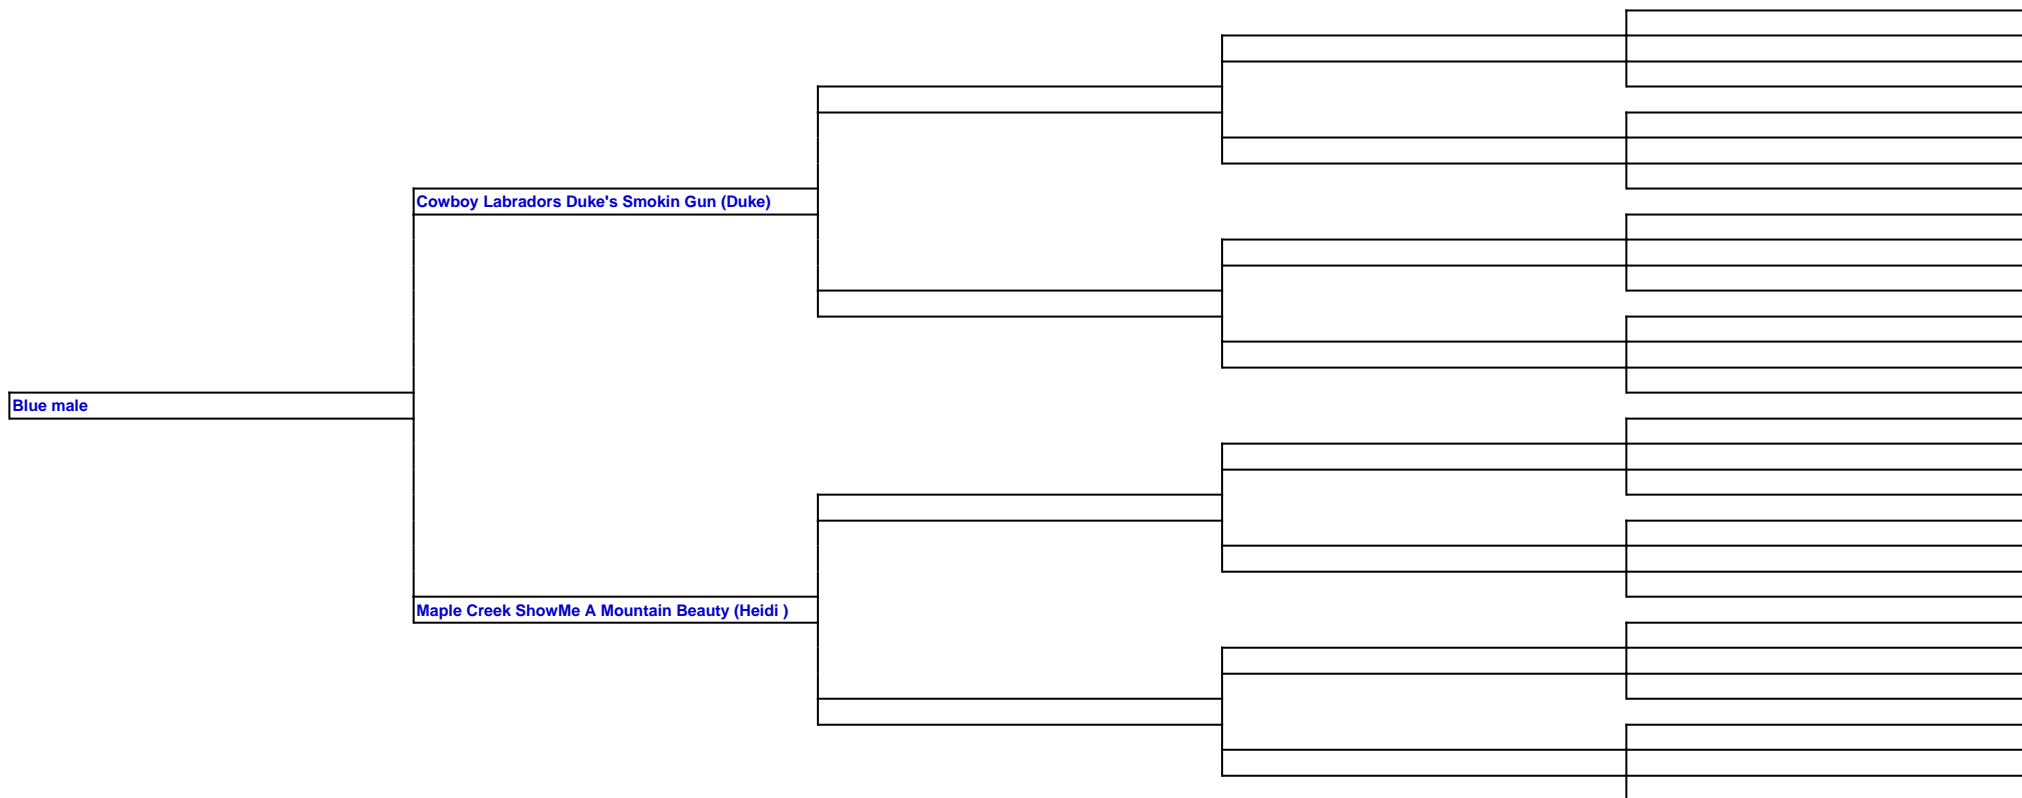 Cowboy Labradors Duke's Smokin Gun (Duke)
Blue male
Maple Creek ShowMe A Mountain Beauty (Heidi )